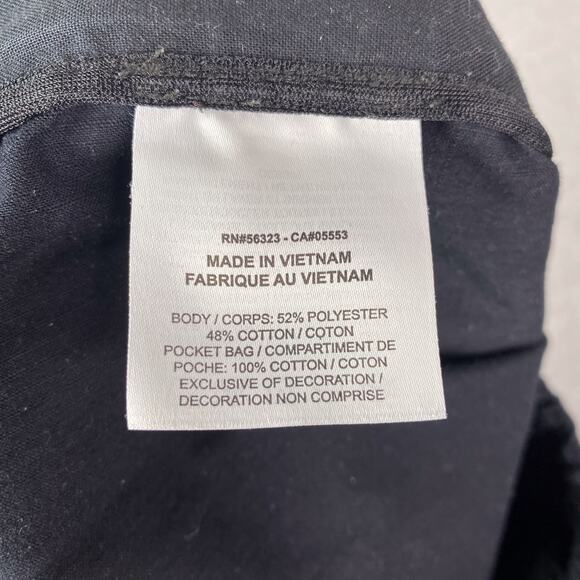 RN#56323 - CA#05553
MADE IN VIETNAM
FABRIQUE AU VIETNAM
BODY / CORPS: 52% POLYESTER
48% COTTON / COTON
POCKET BAG / COMPARTIMENT DE
POCHE: 100% COTTON / COTON
EXCLUSIVE OF DECORATION /
DECORATION NON COMPRISE